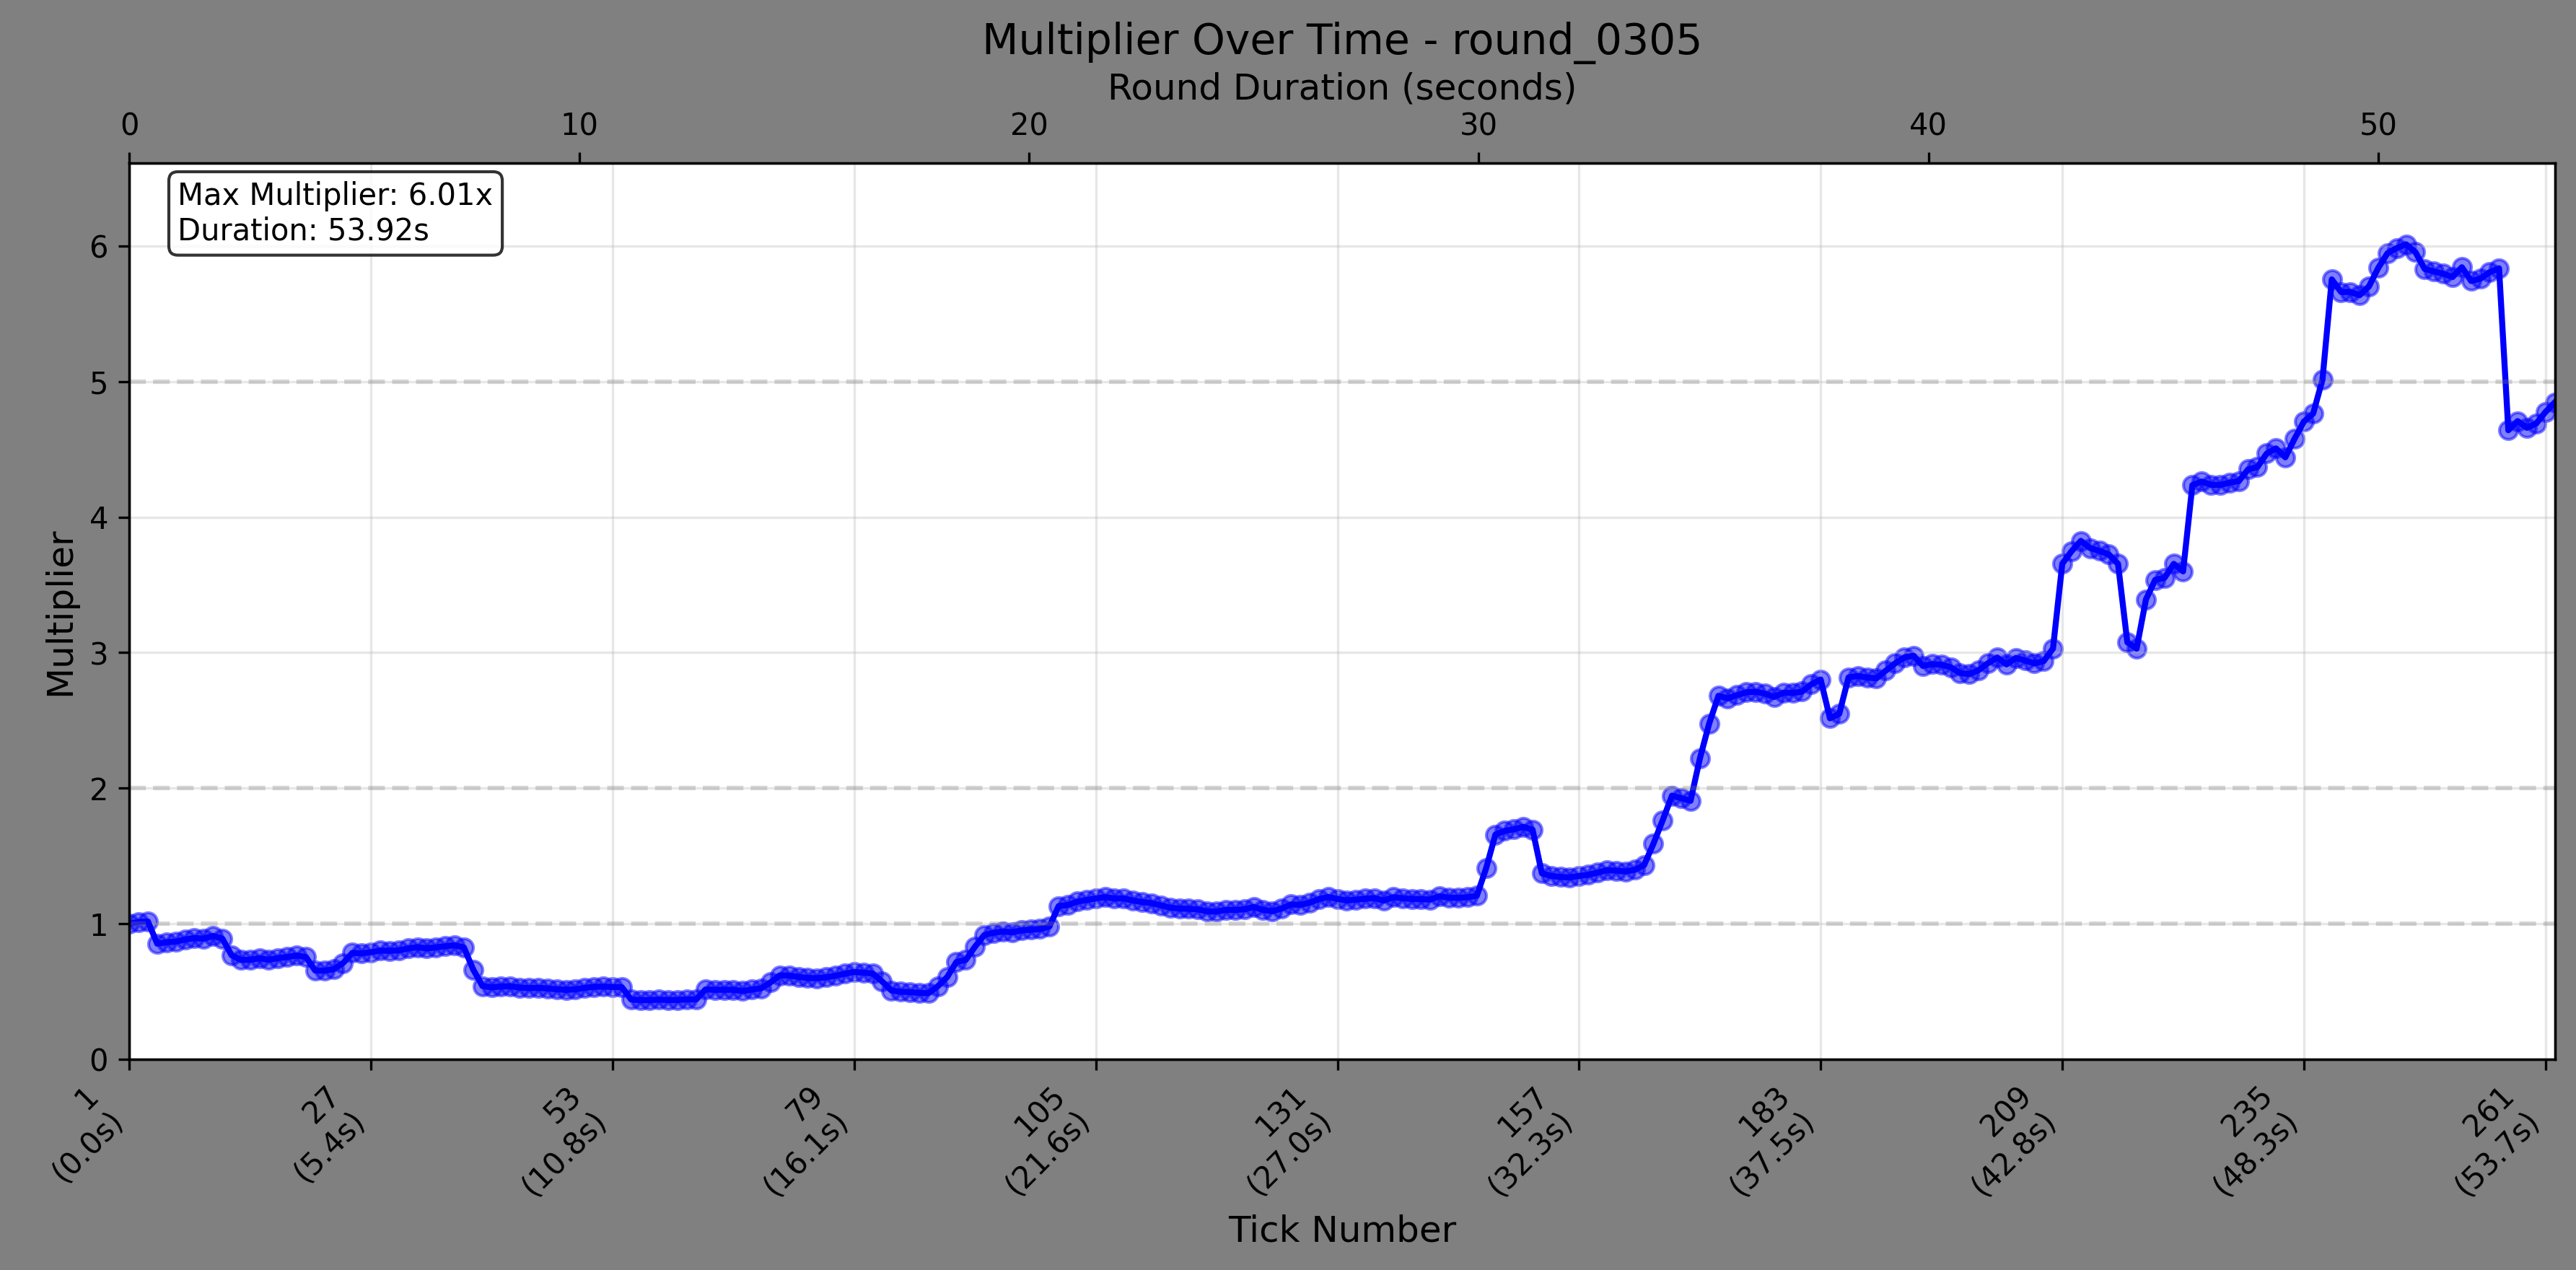 Multiplier Over Time - round_0305
Round Duration (seconds)
0 10 20 30 40 50
Max Multiplier: 6.01x
Duration: 53.92s
6
5
4
3
2
1
0
Multiplier
1
(0.0s)
27
(5.4s)
53
(10.8s)
79
(16.1s)
105
(21.6s)
131
(27.0s)
157
(32.3s)
183
(37.5s)
209
(42.8s)
235
(48.3s)
261
(53.7s)
Tick Number